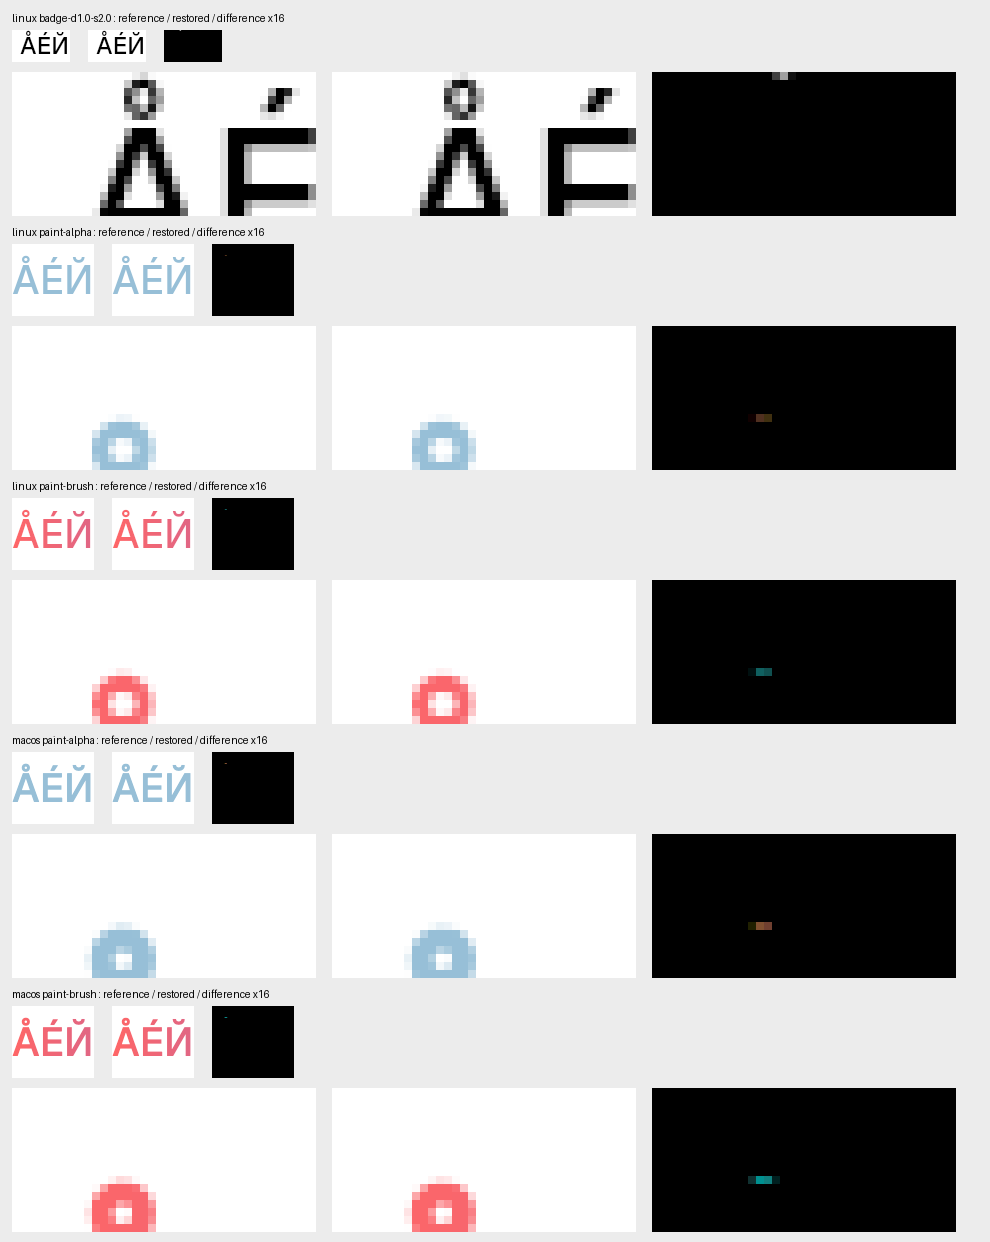 linux badge-d1.0-s2.0 : reference / restored / difference x16
ÅÉЙ ÅÉЙ
ÅÉ ÅÉ
linux paint-alpha : reference / restored / difference x16
ÅÉЙ ÅÉЙ
linux paint-brush : reference / restored / difference x16
ÅÉЙ ÅÉЙ
macos paint-alpha : reference / restored / difference x16
ÅÉЙ ÅÉЙ
macos paint-brush : reference / restored / difference x16
ÅÉЙ ÅÉЙ